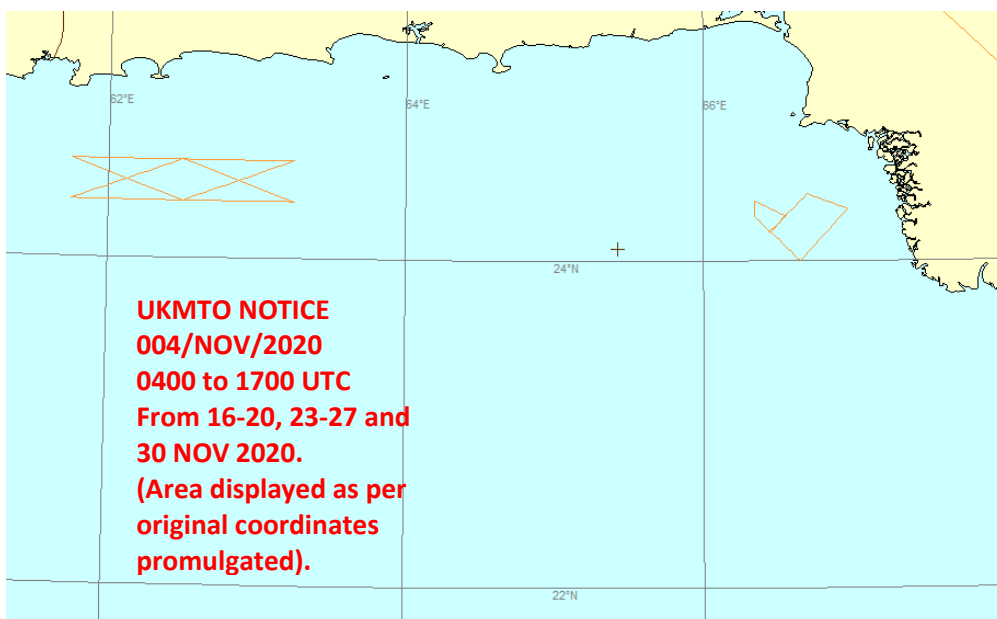 62°E
64°E
66°E
24°N
UKMTO NOTICE
004/NOV/2020
0400 to 1700 UTC
From 16-20, 23-27 and
30 NOV 2020.
(Area displayed as per
original coordinates
promulgated).
22°N